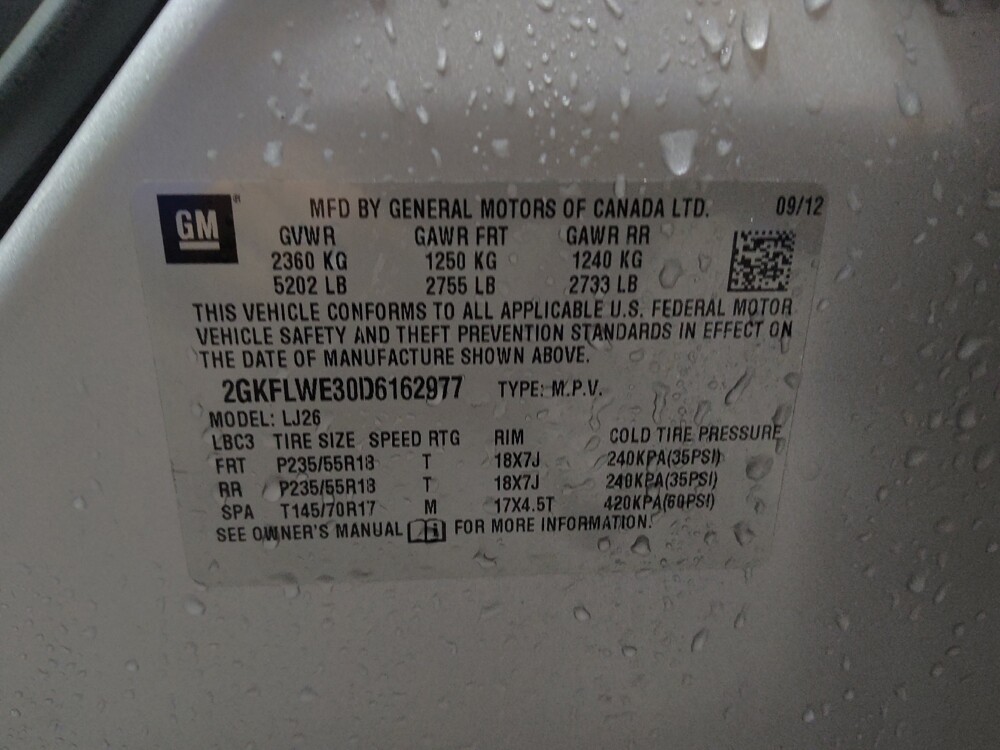 GM ®
MFD BY GENERAL MOTORS OF CANADA LTD. 09/12
GVWR GAWR FRT GAWR RR
2360 KG 1250 KG 1240 KG
5202 LB 2755 LB 2733 LB
THIS VEHICLE CONFORMS TO ALL APPLICABLE U.S. FEDERAL MOTOR
VEHICLE SAFETY AND THEFT PREVENTION STANDARDS IN EFFECT ON
THE DATE OF MANUFACTURE SHOWN ABOVE.
2GKFLWE30D6162977 TYPE: M.P.V.
MODEL: LJ26
LBC3 TIRE SIZE SPEED RTG RIM COLD TIRE PRESSURE
FRT P235/55R18 T 18X7J 240KPA(35PSI)
RR P235/55R18 T 18X7J 240KPA(35PSI)
SPA T145/70R17 M 17X4.5T 420KPA(60PSI)
SEE OWNER'S MANUAL FOR MORE INFORMATION.